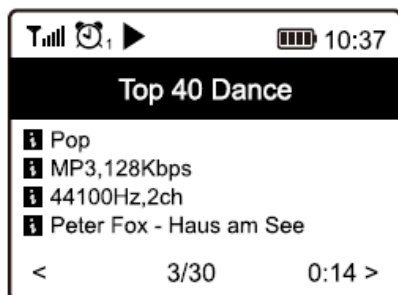 1 10:37
Top 40 Dance
i Pop
i MP3,128Kbps
i 44100Hz,2ch
i Peter Fox - Haus am See
< 3/30 0:14 >